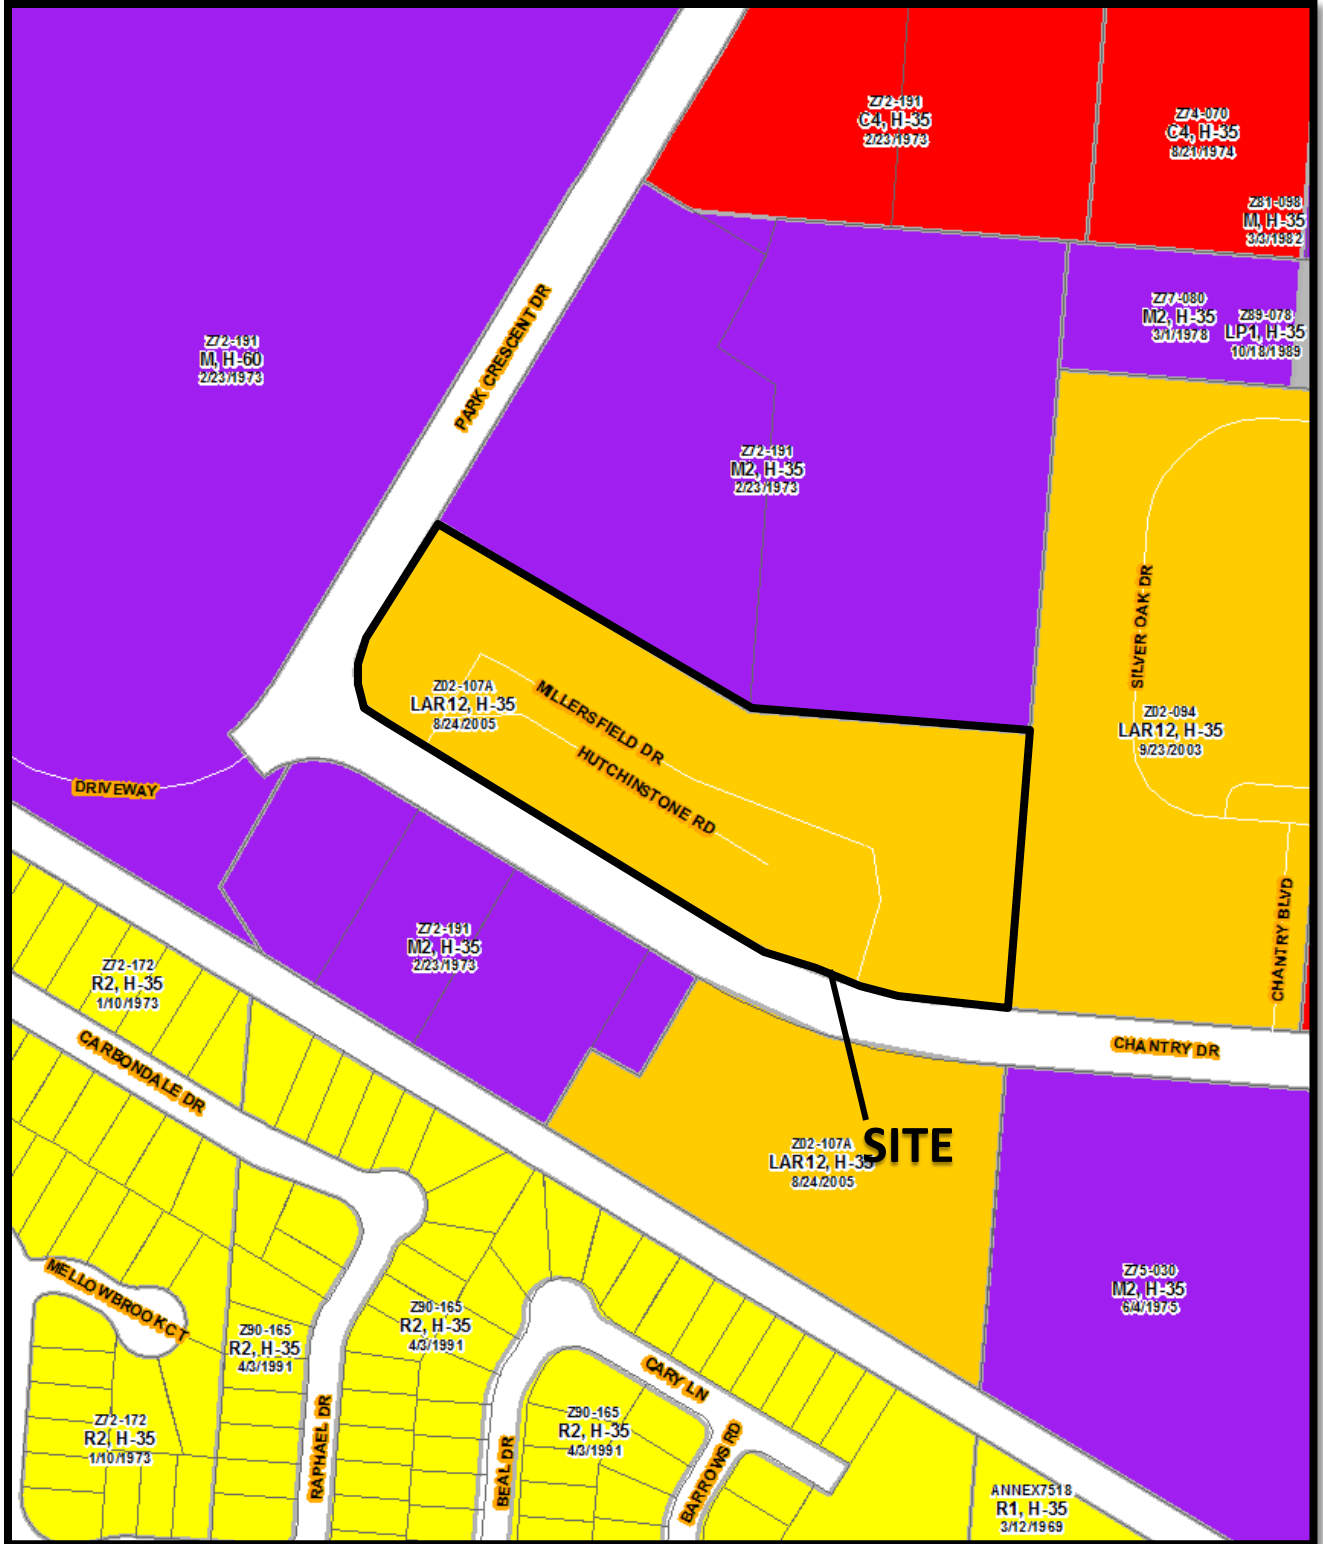 Z72-191
C4, H-35
2/23/1973
Z74-070
C4, H-35
8/21/1974
Z81-098
M, H-35
3/3/1982
Z77-080
M2, H-35
3/1/1978
Z89-078
LP1, H-35
10/18/1989
Z72-191
M, H-60
2/23/1973
PARK CRESCENT DR
Z72-191
M2, H-35
2/23/1973
SILVER OAK DR
Z02-107A
LAR12, H-35
8/24/2005
MILLERSFIELD DR
HUTCHINSTONE RD
Z02-094
LAR12, H-35
9/23/2003
DRIVEWAY
CHANTRY BLVD
Z72-191
M2, H-35
2/23/1973
Z72-172
R2, H-35
1/10/1973
CARBONDALE DR
CHANTRY DR
SITE
Z02-107A
LAR12, H-35
8/24/2005
MELLOWBROOK CT
Z90-165
R2, H-35
4/3/1991
Z90-165
R2, H-35
4/3/1991
Z75-030
M2, H-35
6/4/1975
CARY LN
Z72-172
R2, H-35
1/10/1973
RAPHAEL DR
BEAL DR
Z90-165
R2, H-35
4/3/1991
BARROWS RD
ANNEX7518
R1, H-35
3/12/1969